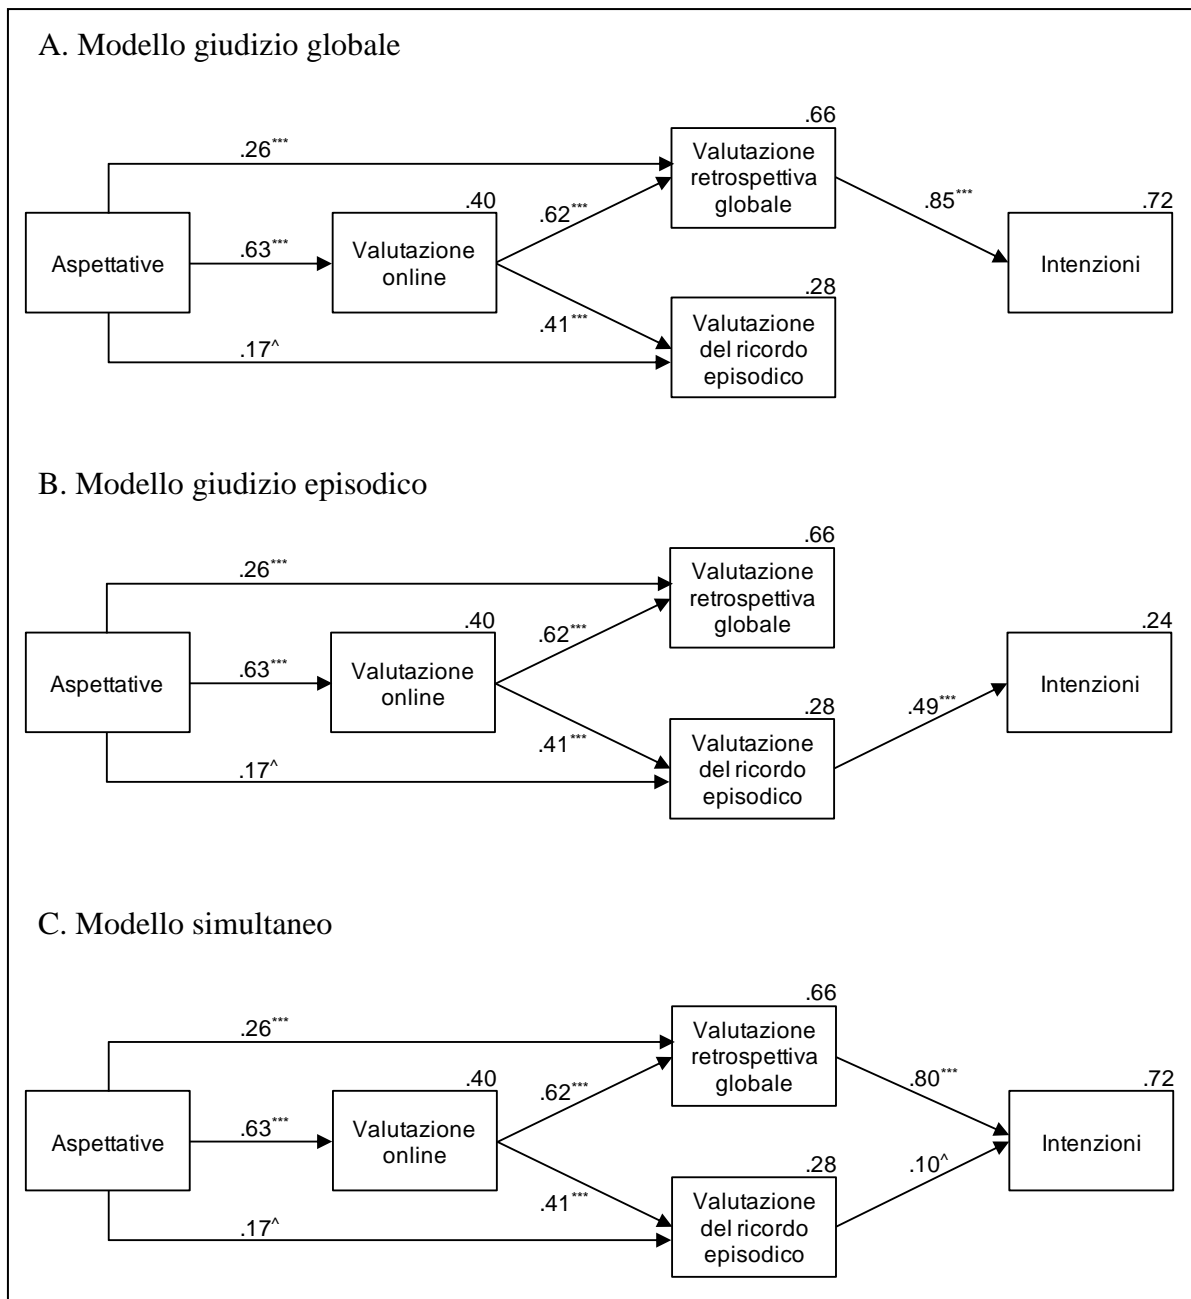 A. Modello giudizio globale
.66
.26***
Valutazione
retrospettiva
globale
.40
.62***
.85***
.72
Aspettative
.63***
Valutazione
online
Intenzioni
.28
.41***
Valutazione
del ricordo
episodico
.17^
B. Modello giudizio episodico
.66
.26***
Valutazione
retrospettiva
globale
.40
.62***
.24
Aspettative
.63***
Valutazione
online
Intenzioni
.28
.49***
.41***
Valutazione
del ricordo
episodico
.17^
C. Modello simultaneo
.66
.26***
Valutazione
retrospettiva
globale
.40
.62***
.80***
.72
Aspettative
.63***
Valutazione
online
Intenzioni
.28
.10^
.41***
Valutazione
del ricordo
episodico
.17^